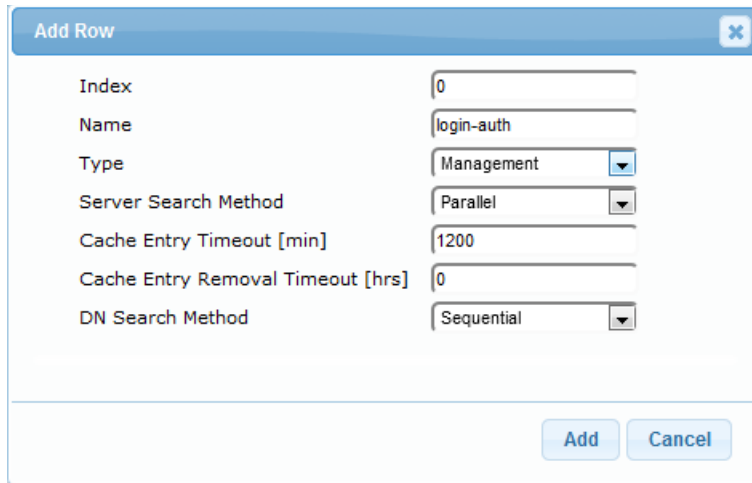 Add Row
Index 0
Name login-auth
Type Management
Server Search Method Parallel
Cache Entry Timeout [min] 1200
Cache Entry Removal Timeout [hrs] 0
DN Search Method Sequential
Add Cancel